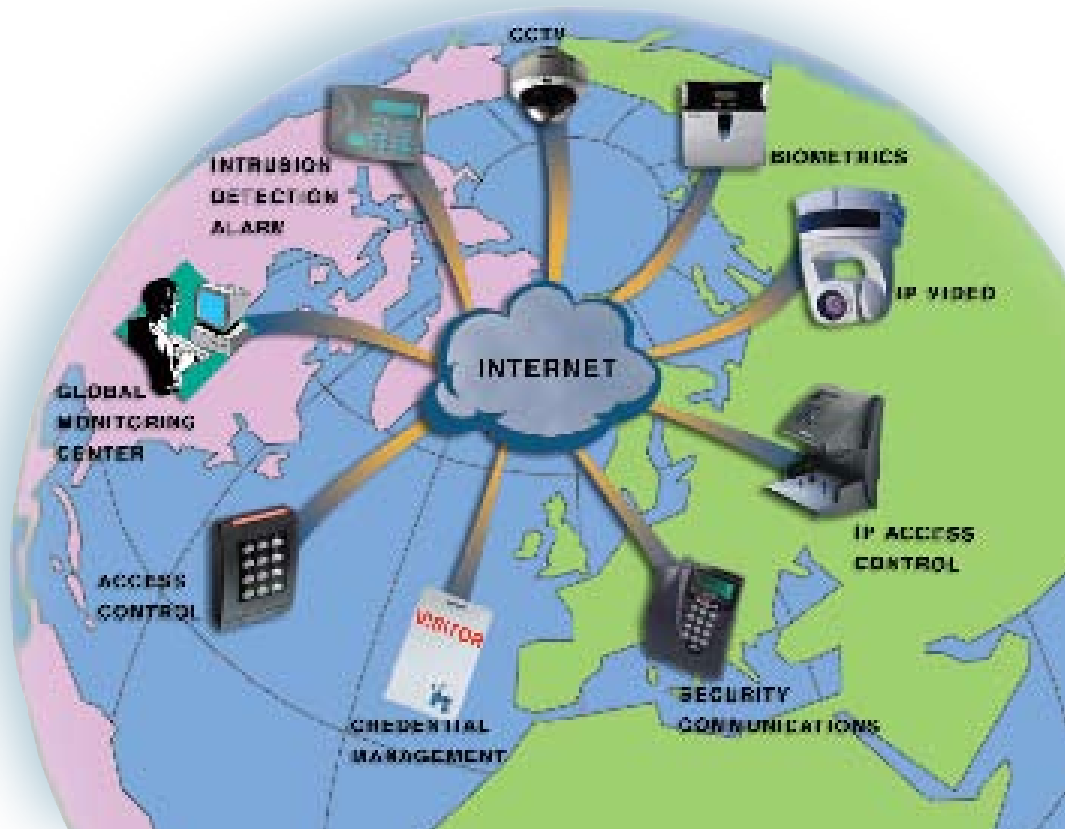 CCTV
INTRUSION
DETECTION
ALARM
BIOMETRICS
IP VIDEO
INTERNET
GLOBAL
MONITORING
CENTER
IP ACCESS
CONTROL
ACCESS
CONTROL
VISITOR
SECURITY
COMMUNICATIONS
CREDENTIAL
MANAGEMENT